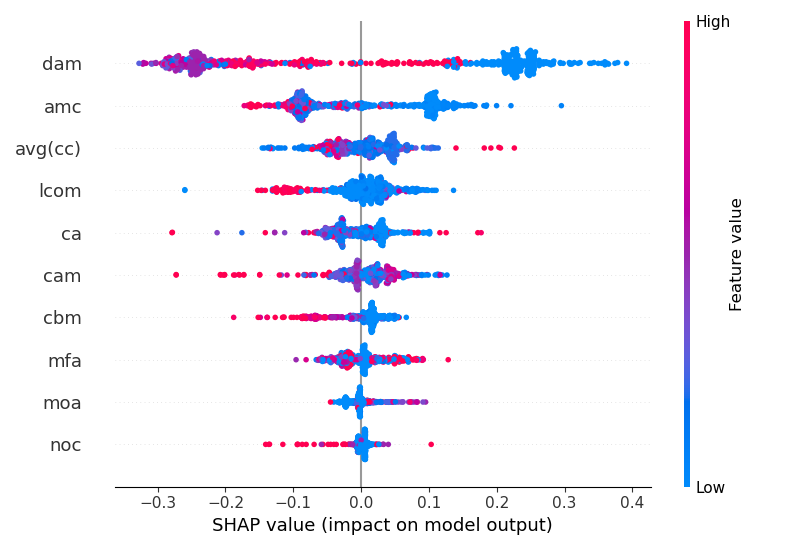 High
dam
amc
avg(cc)
lcom
ca
cam
cbm
mfa
moa
noc
Feature value
Low
−0.3 −0.2 −0.1 0.0 0.1 0.2 0.3 0.4
SHAP value (impact on model output)